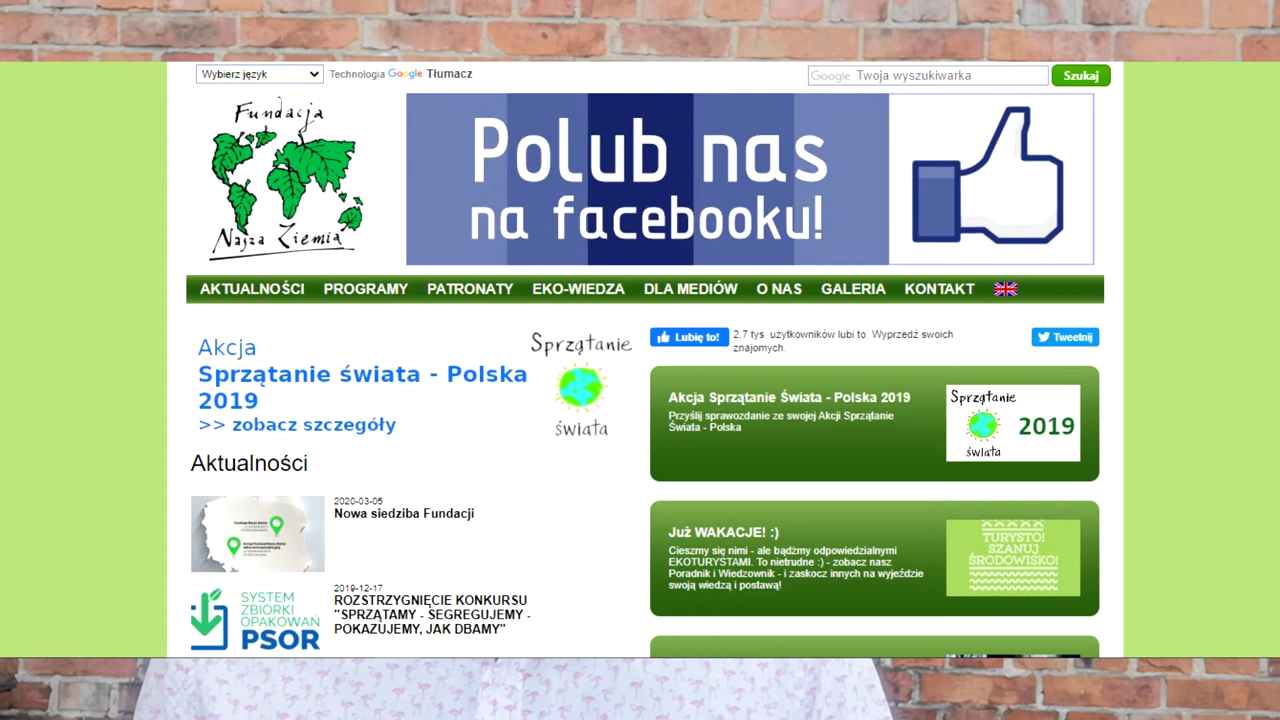 Wybierz język
Technologia Google Tłumacz
Google Twoja wyszukiwarka
Szukaj
Fundacja
Nasza Ziemia
Polub nas
na facebooku!
AKTUALNOŚCI PROGRAMY PATRONATY EKO-WIEDZA DLA MEDIÓW O NAS GALERIA KONTAKT
Akcja
Sprzątanie świata - Polska
2019
>> zobacz szczegóły
Sprzątanie
świata
Aktualności
2020-03-05
Nowa siedziba Fundacji
2019-12-17
ROZSTRZYGNIĘCIE KONKURSU
"SPRZĄTAMY - SEGREGUJEMY -
POKAZUJEMY, JAK DBAMY"
SYSTEM
ZBIÓRKI
OPAKOWAŃ
PSOR
Lubię to!
2,7 tys. użytkowników lubi to. Wyprzedź swoich
znajomych.
Tweetnij
Akcja Sprzątanie Świata - Polska 2019
Przyślij sprawozdanie ze swojej Akcji Sprzątanie
Świata - Polska
Sprzątanie
2019
świata
Już WAKACJE! :)
Cieszmy się nimi - ale bądźmy odpowiedzialnymi
EKOTURYSTAMI. To nietrudne :) - zobacz nasz
Poradnik i Wiedzownik - i zaskocz innych na wyjeździe
swoją wiedzą i postawą!
TURYSTO!
SZANUJ
ŚRODOWISKO!